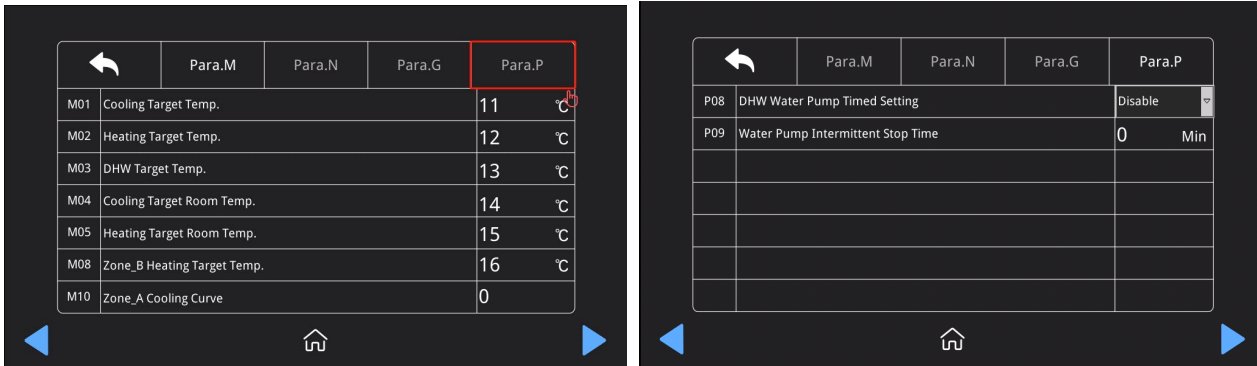 Para.M Para.N Para.G Para.P
M01 Cooling Target Temp. 11 ℃
M02 Heating Target Temp. 12 ℃
M03 DHW Target Temp. 13 ℃
M04 Cooling Target Room Temp. 14 ℃
M05 Heating Target Room Temp. 15 ℃
M08 Zone_B Heating Target Temp. 16 ℃
M10 Zone_A Cooling Curve 0
Para.M Para.N Para.G Para.P
P08 DHW Water Pump Timed Setting Disable
P09 Water Pump Intermittent Stop Time 0 Min